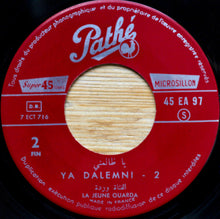 Tous droits du producteur phonographique et du propriétaire de l'œuvre enregistrée réservés
Pathé
Super 45 tours
MICROSILLON
D.R.
7 ECT 766
45 EA 97
S
2
FIN
يا ظالمني
YA DALEMNI - 2
الفتاة وردة
LA JEUNE OUARDA
MADE IN FRANCE
Duplication exécution publique radiodiffusion de ce disque interdites